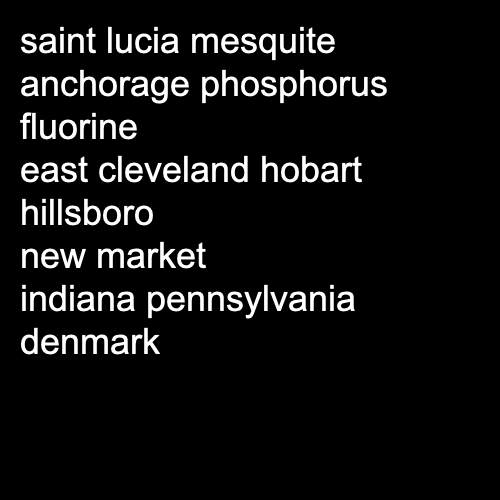 saint lucia mesquite
anchorage phosphorus
fluorine
east cleveland hobart
hillsboro
new market
indiana pennsylvania
denmark